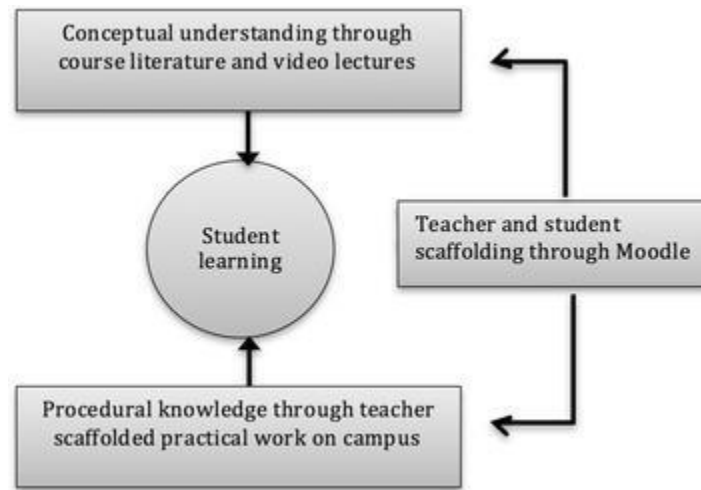 Conceptual understanding through
course literature and video lectures
Student
learning
Teacher and student
scaffolding through Moodle
Procedural knowledge through teacher
scaffolded practical work on campus